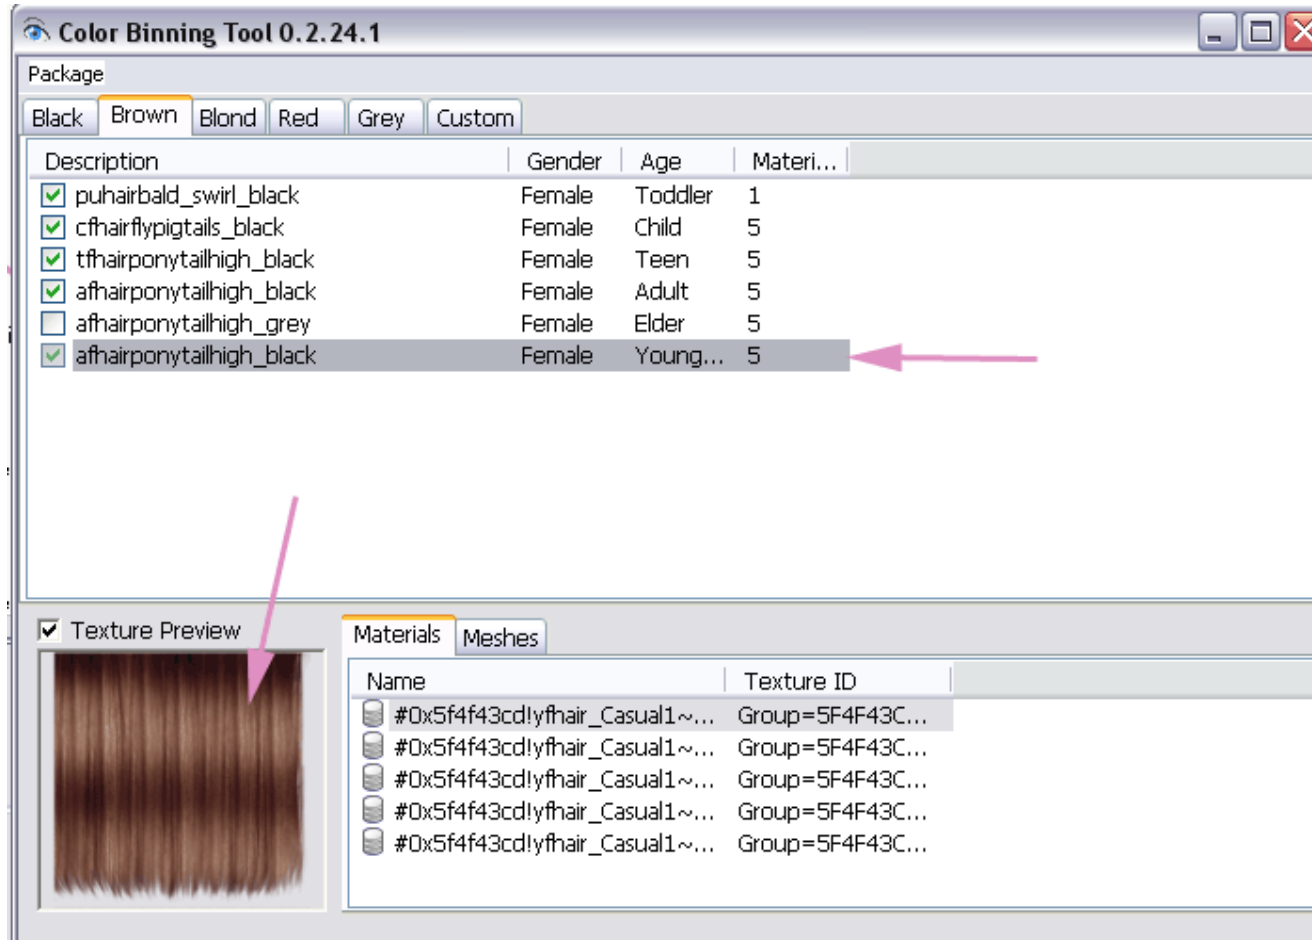 Color Binning Tool 0.2.24.1
Package
Black Brown Blond Red Grey Custom
Description Gender Age Materi...
puhairbald_swirl_black Female Toddler 1
cfhairflypigtails_black Female Child 5
tfhairponytailhigh_black Female Teen 5
afhairponytailhigh_black Female Adult 5
afhairponytailhigh_grey Female Elder 5
afhairponytailhigh_black Female Young... 5
Texture Preview Materials Meshes
Name Texture ID
#0x5f4f43cd!yfhair_Casual1~... Group=5F4F43C...
#0x5f4f43cd!yfhair_Casual1~... Group=5F4F43C...
#0x5f4f43cd!yfhair_Casual1~... Group=5F4F43C...
#0x5f4f43cd!yfhair_Casual1~... Group=5F4F43C...
#0x5f4f43cd!yfhair_Casual1~... Group=5F4F43C...